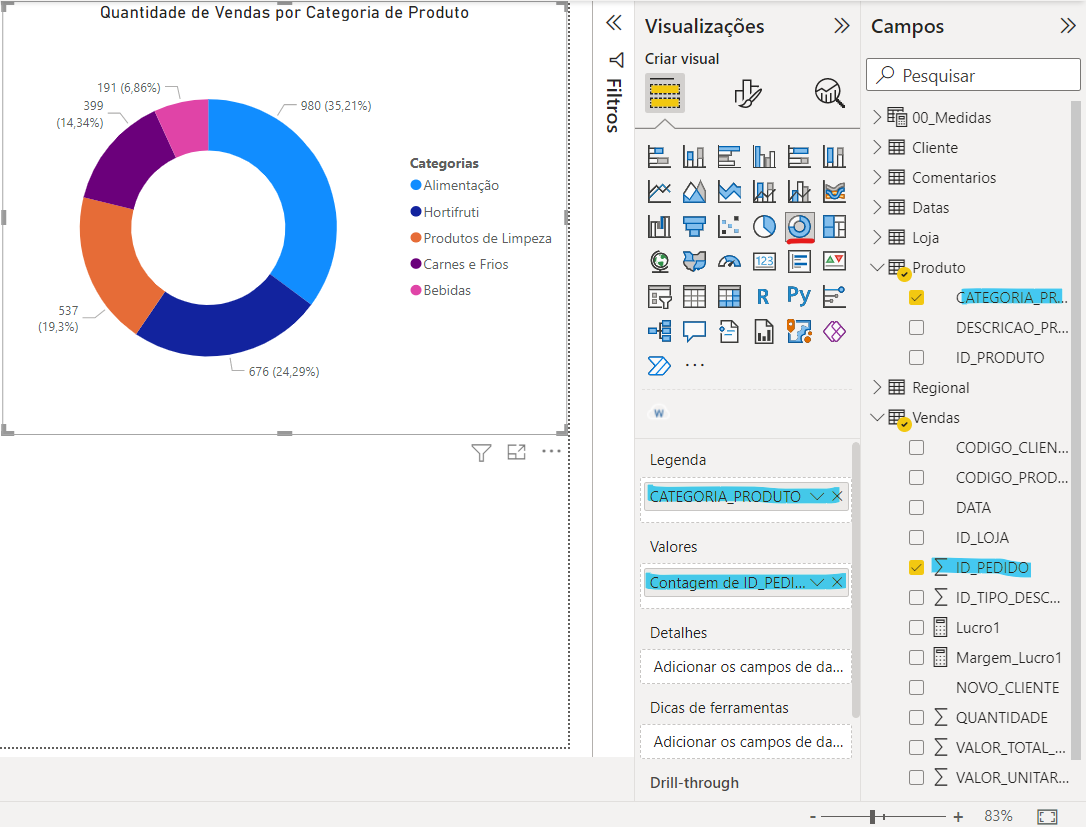 Quantidade de Vendas por Categoria de Produto
191 (6,86%)
399
(14,34%)
980 (35,21%)
537
(19,3%)
676 (24,29%)
Categorias
Alimentação
Hortifruti
Produtos de Limpeza
Carnes e Frios
Bebidas
Filtros
Visualizações
Criar visual
123
R
Py
...
W
Legenda
CATEGORIA_PRODUTO
Valores
Contagem de ID_PEDI...
Detalhes
Adicionar os campos de da...
Dicas de ferramentas
Adicionar os campos de da...
Drill-through
Campos
Pesquisar
00_Medidas
Cliente
Comentarios
Datas
Loja
Produto
CATEGORIA_PR...
DESCRICAO_PR...
ID_PRODUTO
Regional
Vendas
CODIGO_CLIEN...
CODIGO_PROD...
DATA
ID_LOJA
∑ ID_PEDIDO
∑ ID_TIPO_DESC...
Lucro1
Margem_Lucro1
NOVO_CLIENTE
∑ QUANTIDADE
∑ VALOR_TOTAL_...
∑ VALOR_UNITAR...
- + 83%